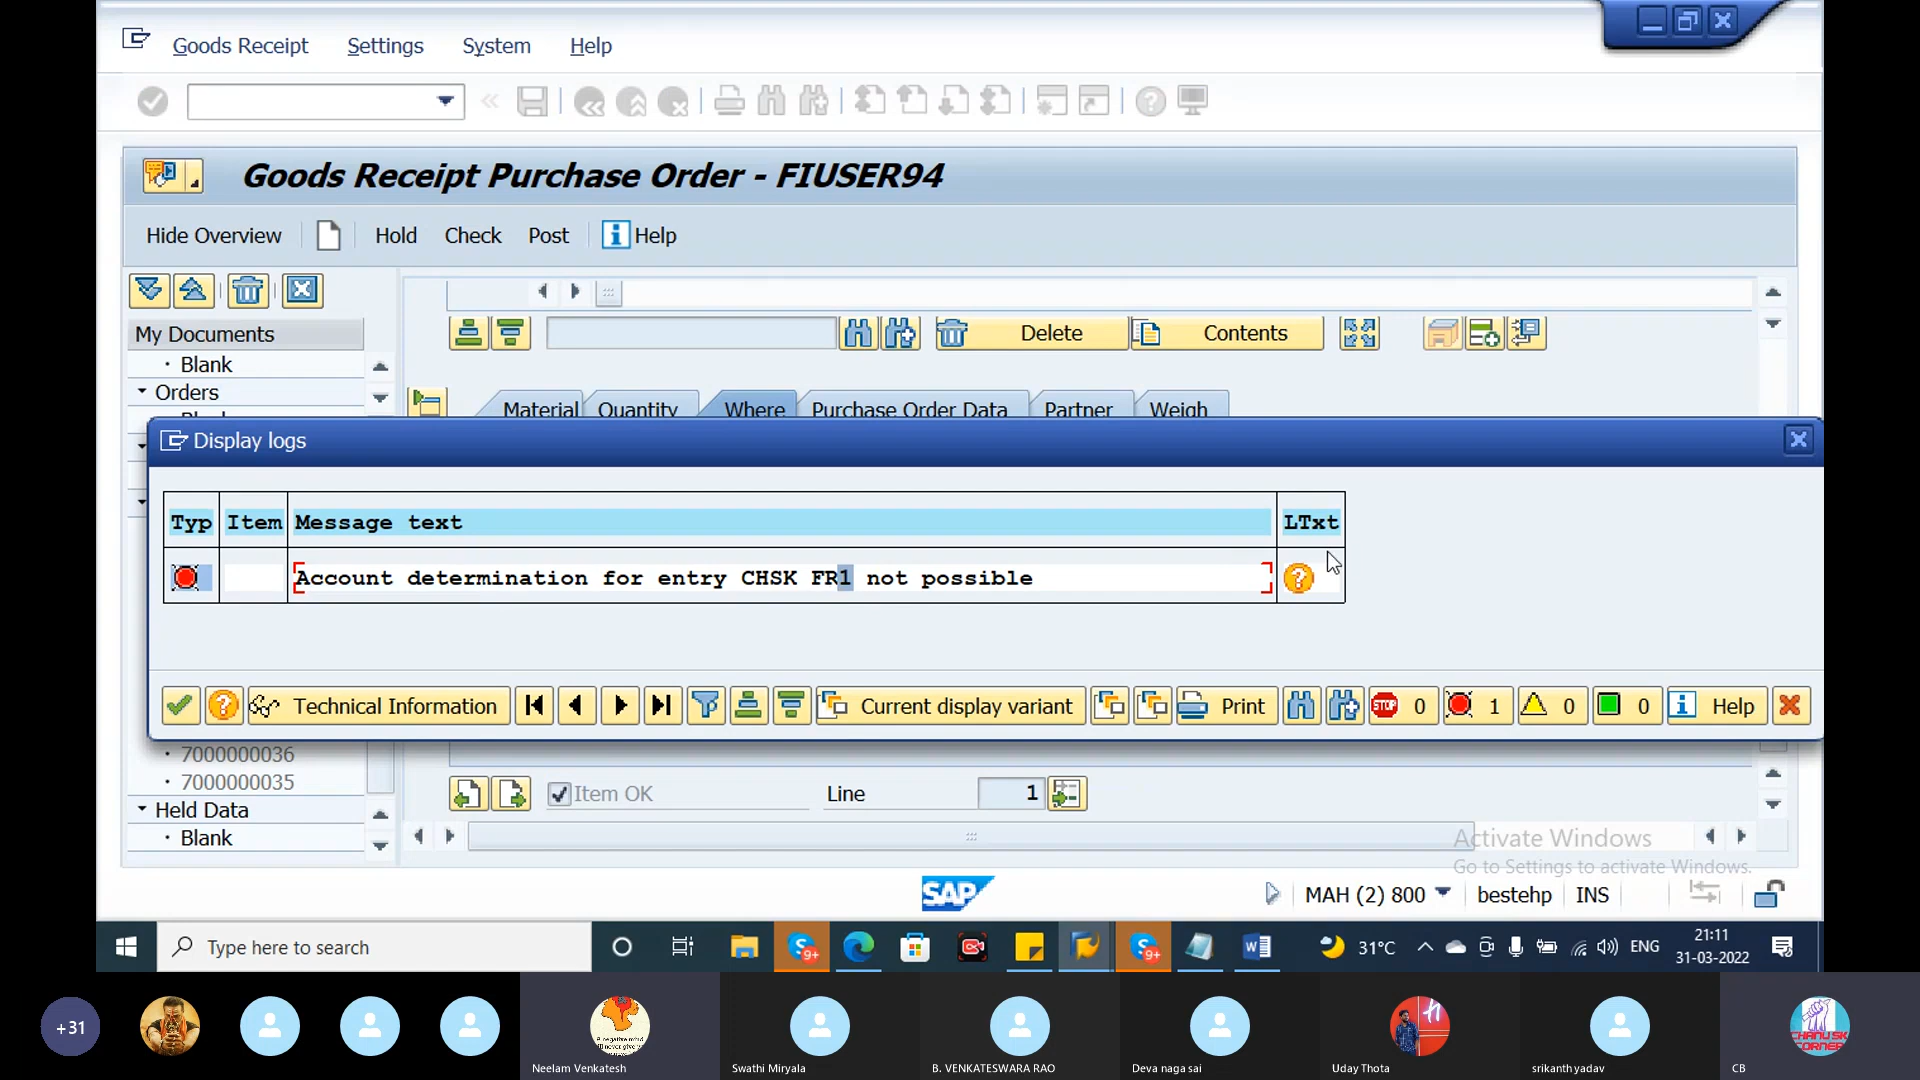 Goods Receipt Settings System Help
Goods Receipt Purchase Order - FIUSER94
Hide Overview Hold Check Post Help
My Documents
Blank
Orders
Delete Contents
Material Quantity Where Purchase Order Data Partner Weigh
Display logs
Typ Item Message text LTxt
Account determination for entry CHSK FR1 not possible
Technical Information Current display variant Print STOP 0 1 0 0 Help
7000000036
7000000035
Held Data
Blank
Item OK Line 1
Activate Windows
Go to Settings to activate Windows.
SAP MAH (2) 800 bestehp INS
Type here to search 9+ 9+ 31°C ENG 21:11
31-03-2022
+31
Neelam Venkatesh Swathi Miryala B. VENKATESWARA RAO Deva naga sai Uday Thota srikanth yadav CB